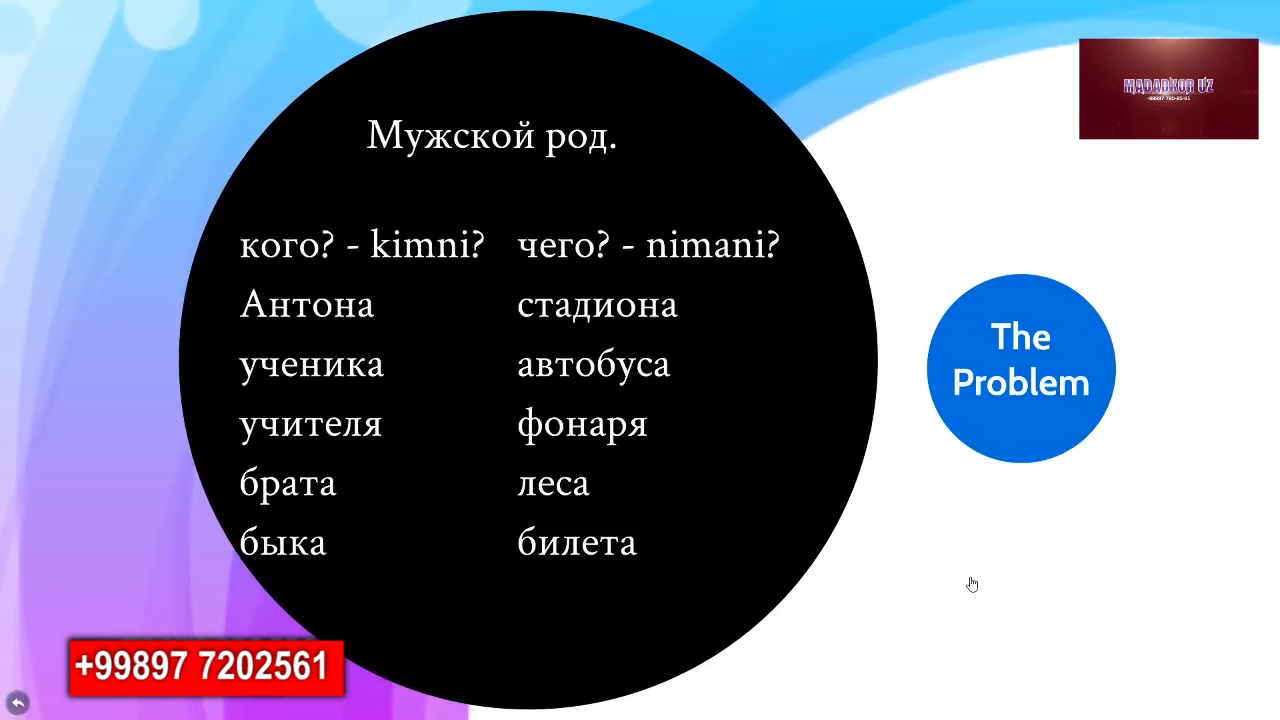 MADADKOR UZ
Мужской род.
кого? - kimni? чего? - nimani?
Антона стадиона
ученика автобуса
учителя фонаря
брата леса
быка билета
The
Problem
+99897 7202561